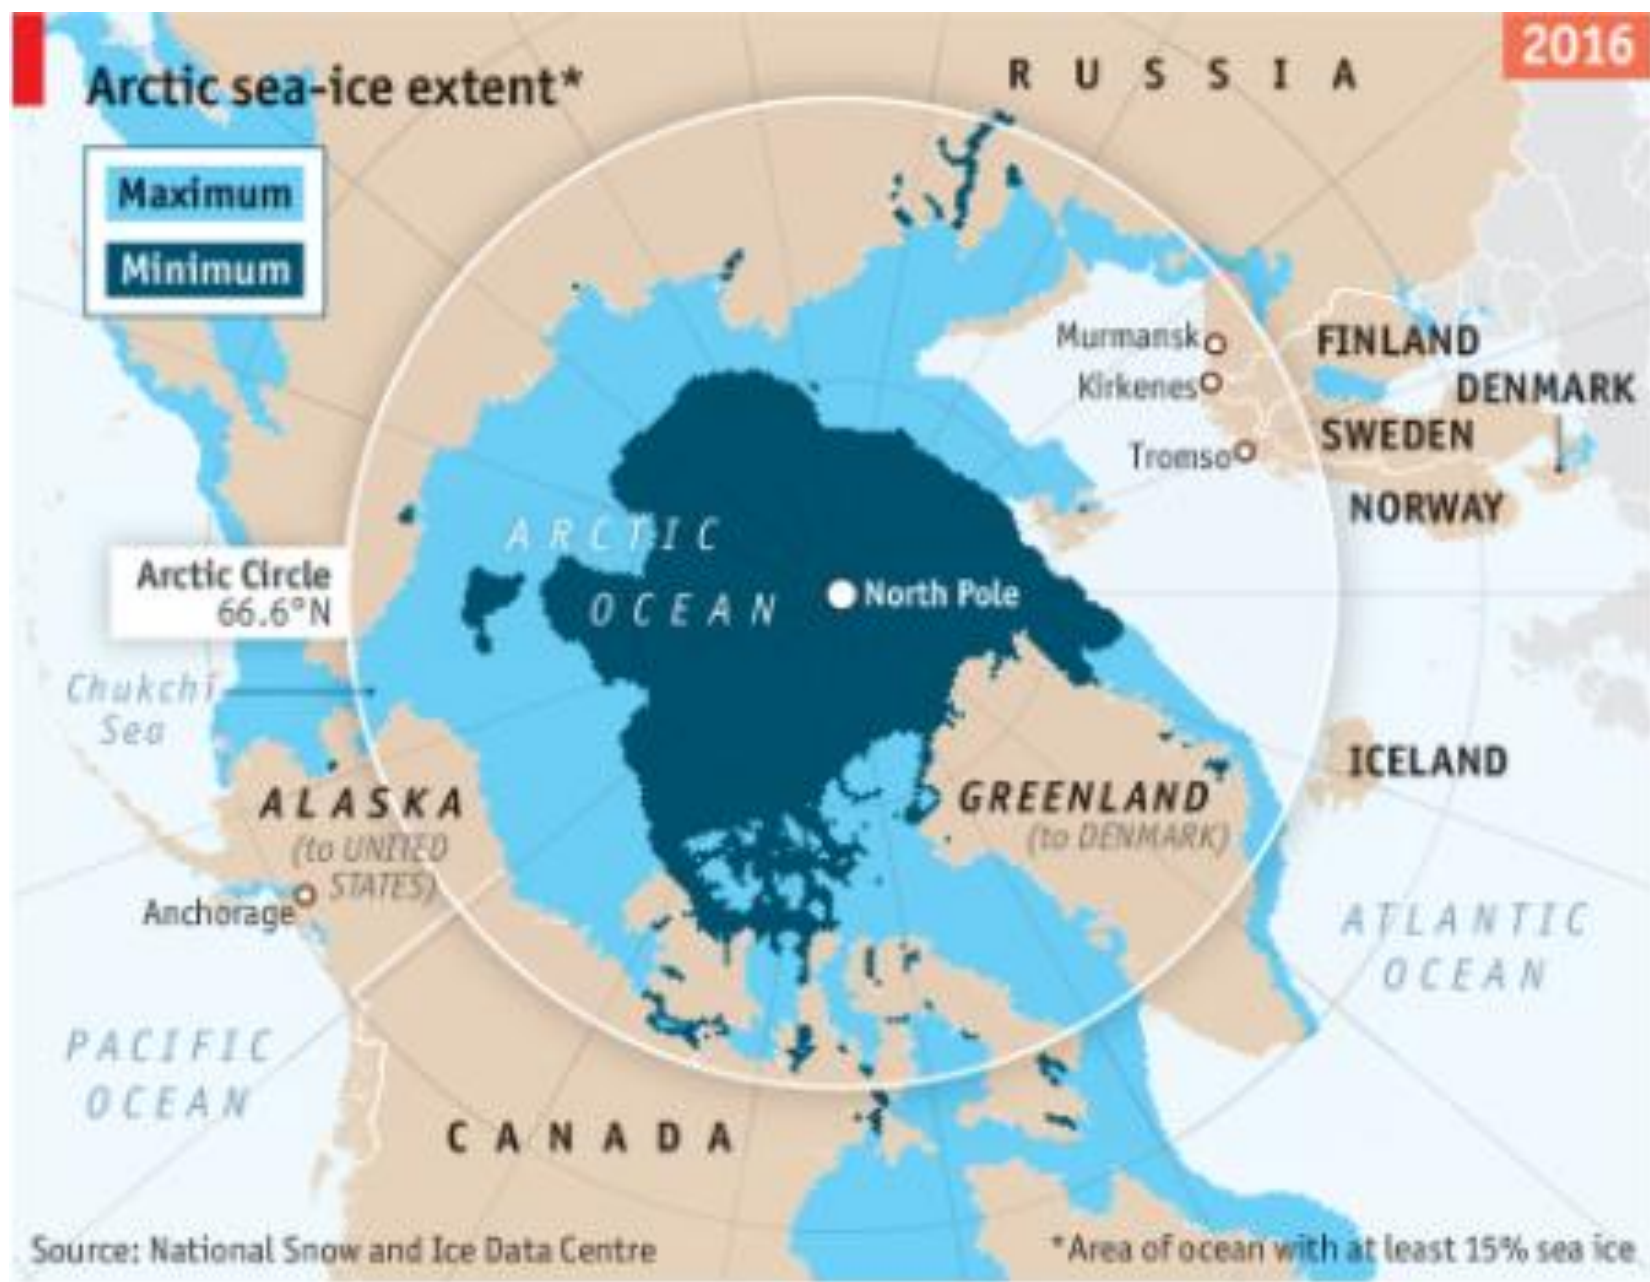 2016
Arctic sea-ice extent*
Maximum
Minimum
RUSSIA
Murmansk
Kirkenes
Tromso
FINLAND
DENMARK
SWEDEN
NORWAY
ARCTIC
OCEAN
North Pole
Arctic Circle
66.6°N
Chukchi
Sea
ALASKA
(to UNITED
STATES)
Anchorage
GREENLAND
(to DENMARK)
ICELAND
ATLANTIC
OCEAN
PACIFIC
OCEAN
CANADA
Source: National Snow and Ice Data Centre
*Area of ocean with at least 15% sea ice